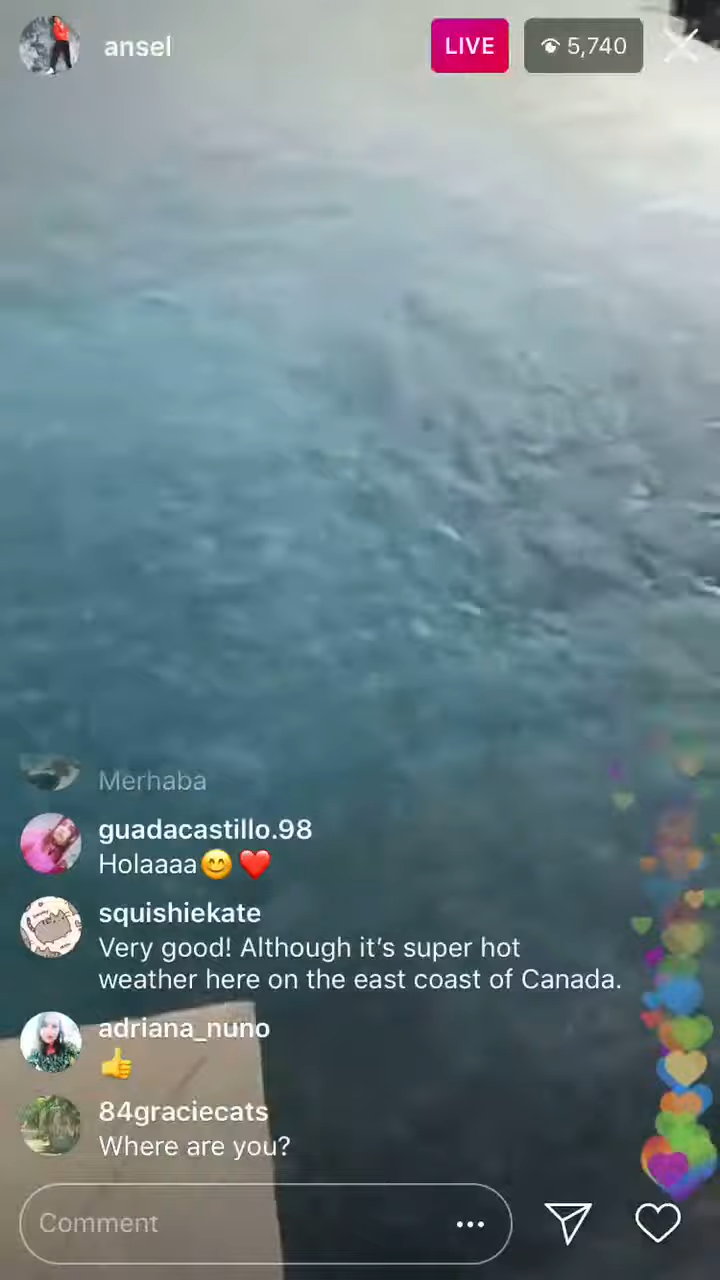 ansel
LIVE
5,740
Merhaba
guadacastillo.98
Holaaaa😊❤️
squishiekate
Very good! Although it’s super hot
weather here on the east coast of Canada.
adriana_nuno
👍
84graciecats
Where are you?
Comment